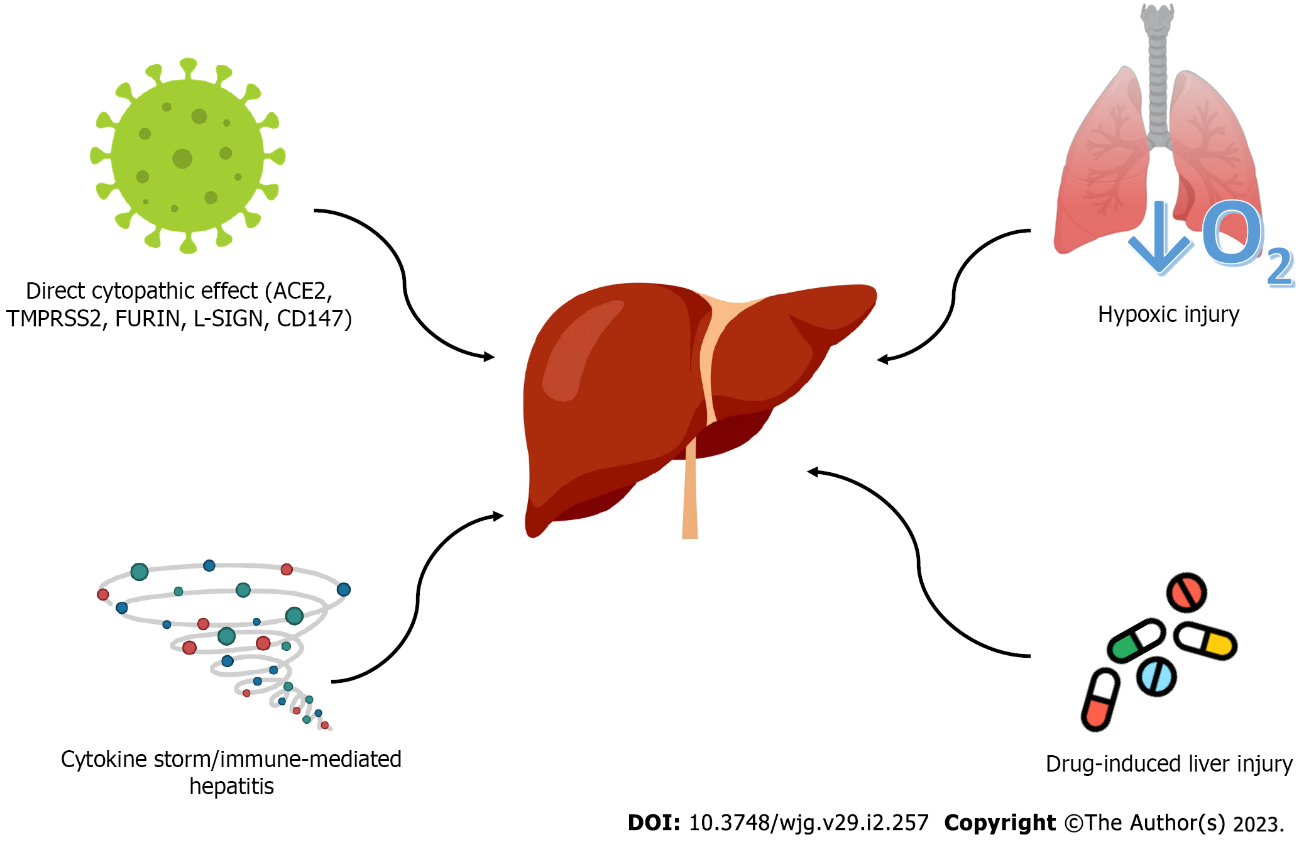 O2
Direct cytopathic effect (ACE2,
TMPRSS2, FURIN, L-SIGN, CD147)
Hypoxic injury
Cytokine storm/immune-mediated
hepatitis
Drug-induced liver injury
DOI: 10.3748/wjg.v29.i2.257 Copyright ©The Author(s) 2023.